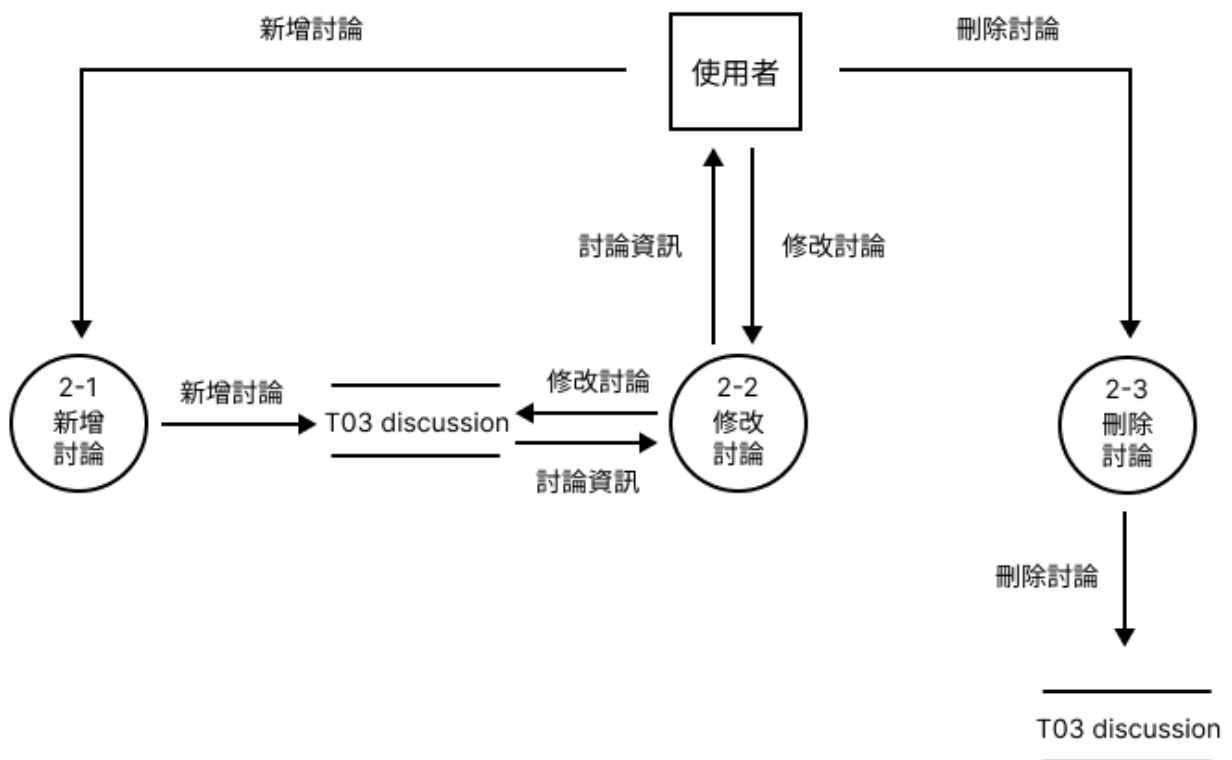 新增討論
使用者
刪除討論
討論資訊
修改討論
2-1
新增
討論
新增討論
T03 discussion
修改討論
討論資訊
2-2
修改
討論
2-3
刪除
討論
刪除討論
T03 discussion